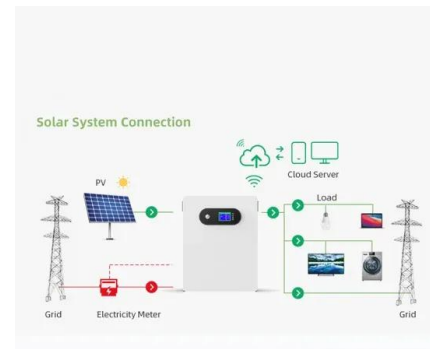 Solar System Connection
Cloud Server
PV
Load
Grid
Electricity Meter
Grid